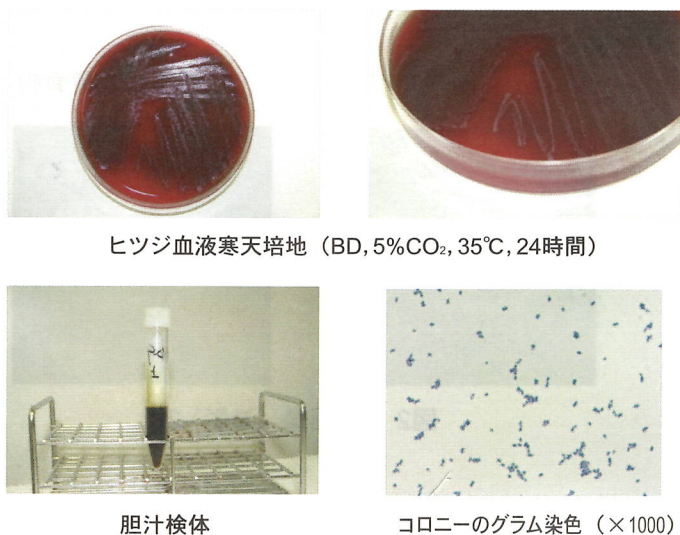 ヒツジ血液寒天培地（BD, 5%CO₂, 35℃, 24時間）
胆汁検体
コロニーのグラム染色（×1000）